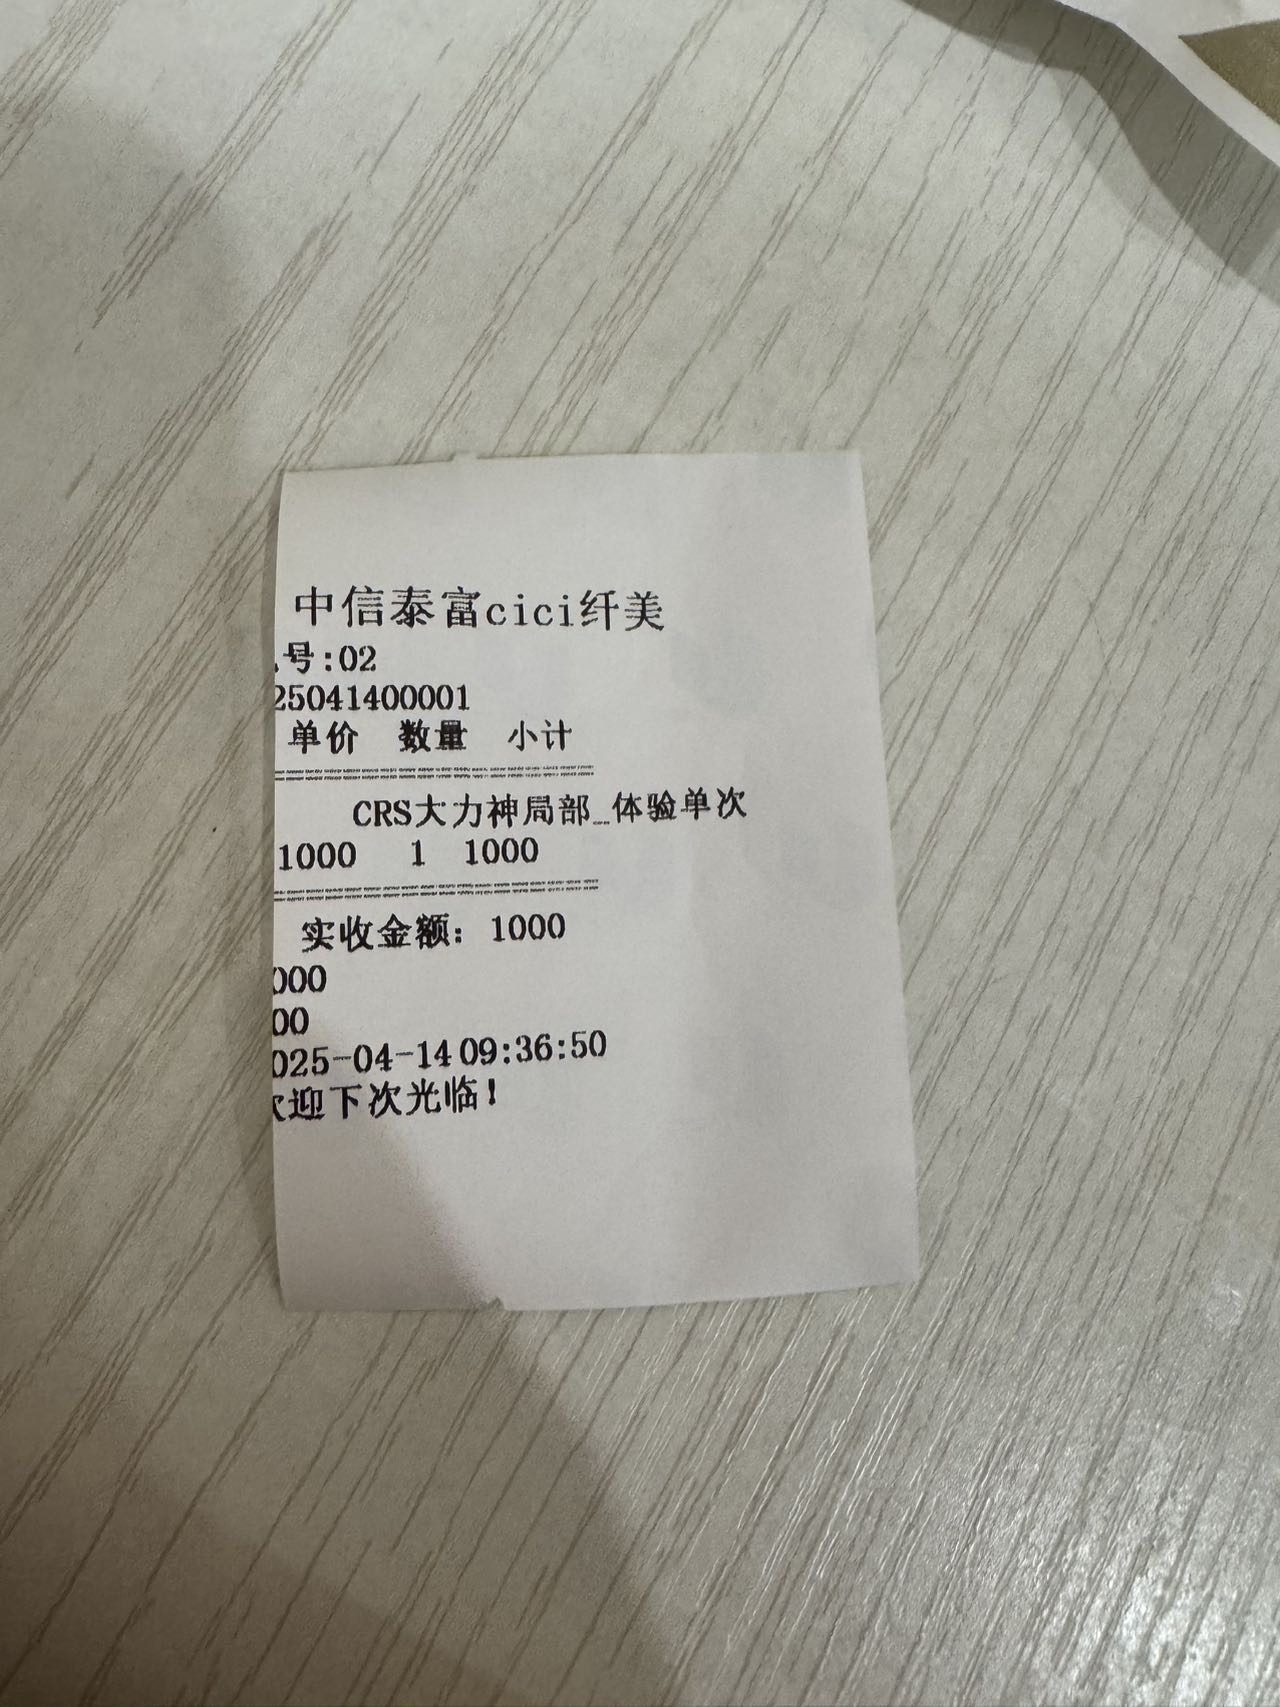 中信泰富cici纤美
号:02
25041400001
单价 数量 小计
CRS大力神局部_体验单次
1000 1 1000
实收金额: 1000
000
00
025-04-14 09:36:50
迎下次光临!